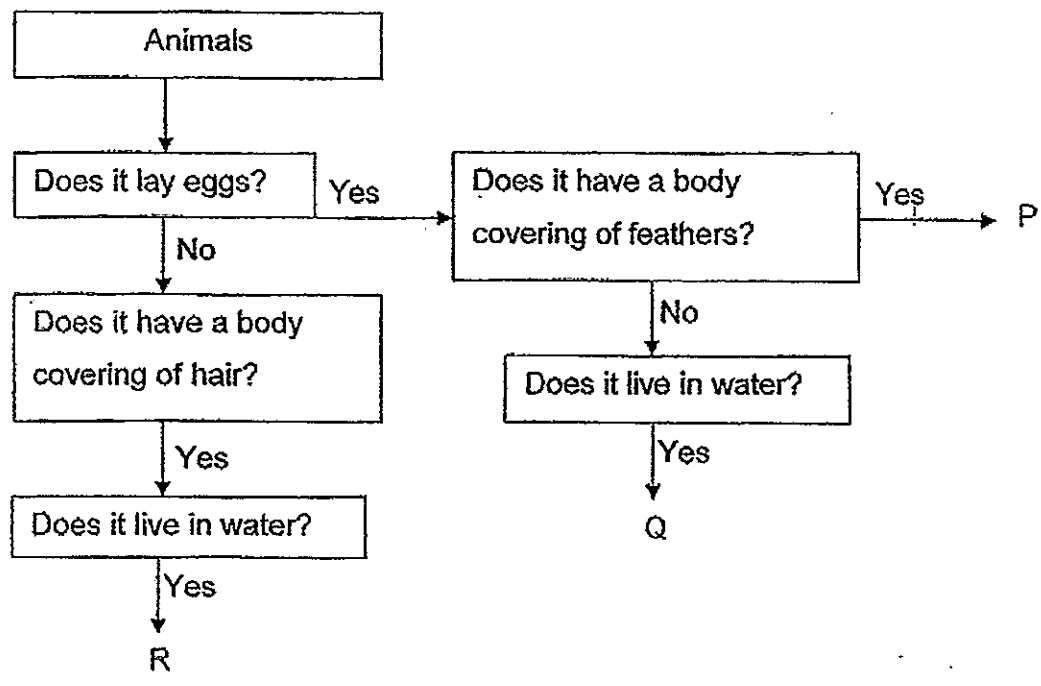 Animals
Does it lay eggs?
Yes
Does it have a body
covering of feathers?
Yes
P
No
No
Does it have a body
covering of hair?
Does it live in water?
Yes
Yes
Q
Does it live in water?
Yes
R